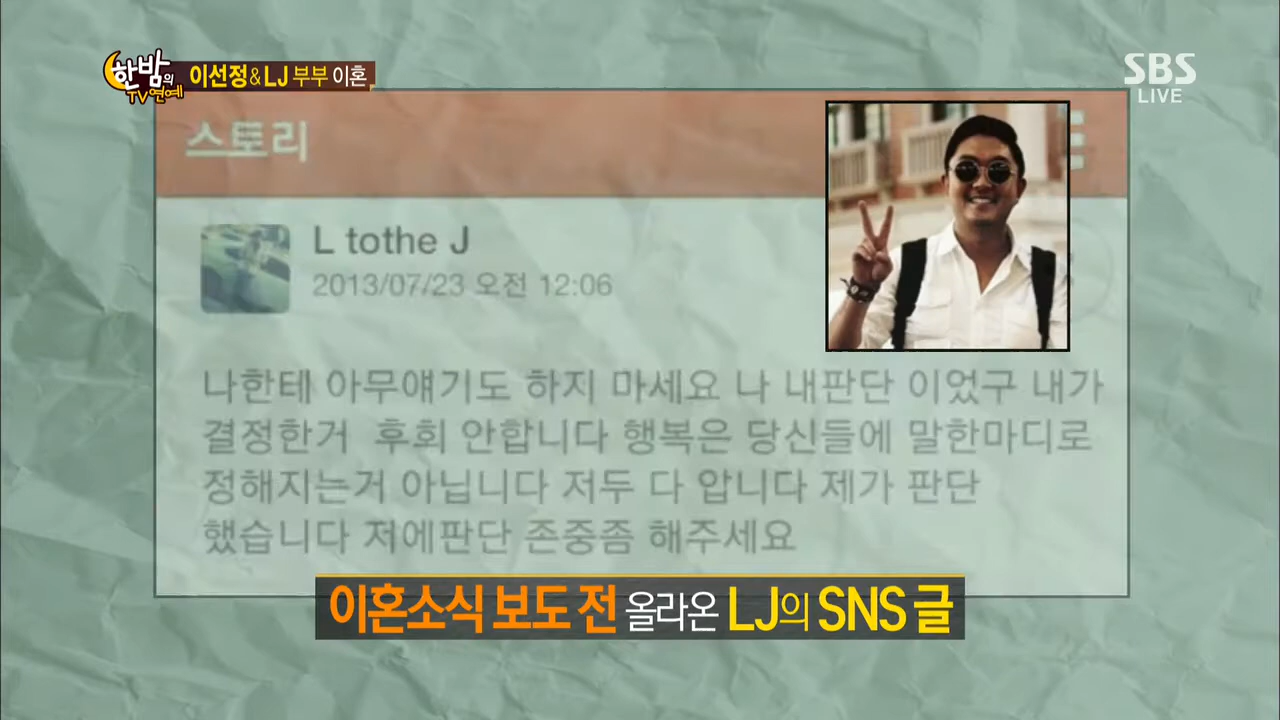 한밤의
TV연예
이선정&LJ 부부 이혼
SBS
LIVE
스토리
L tothe J
2013/07/23 오전 12:06
나한테 아무얘기도 하지 마세요 나 내판단 이었구 내가
결정한거 후회 안합니다 행복은 당신들에 말한마디로
정해지는거 아닙니다 저두 다 압니다 제가 판단
했습니다 저에판단 존중좀 해주세요
이혼소식 보도 전 올라온 LJ의 SNS 글